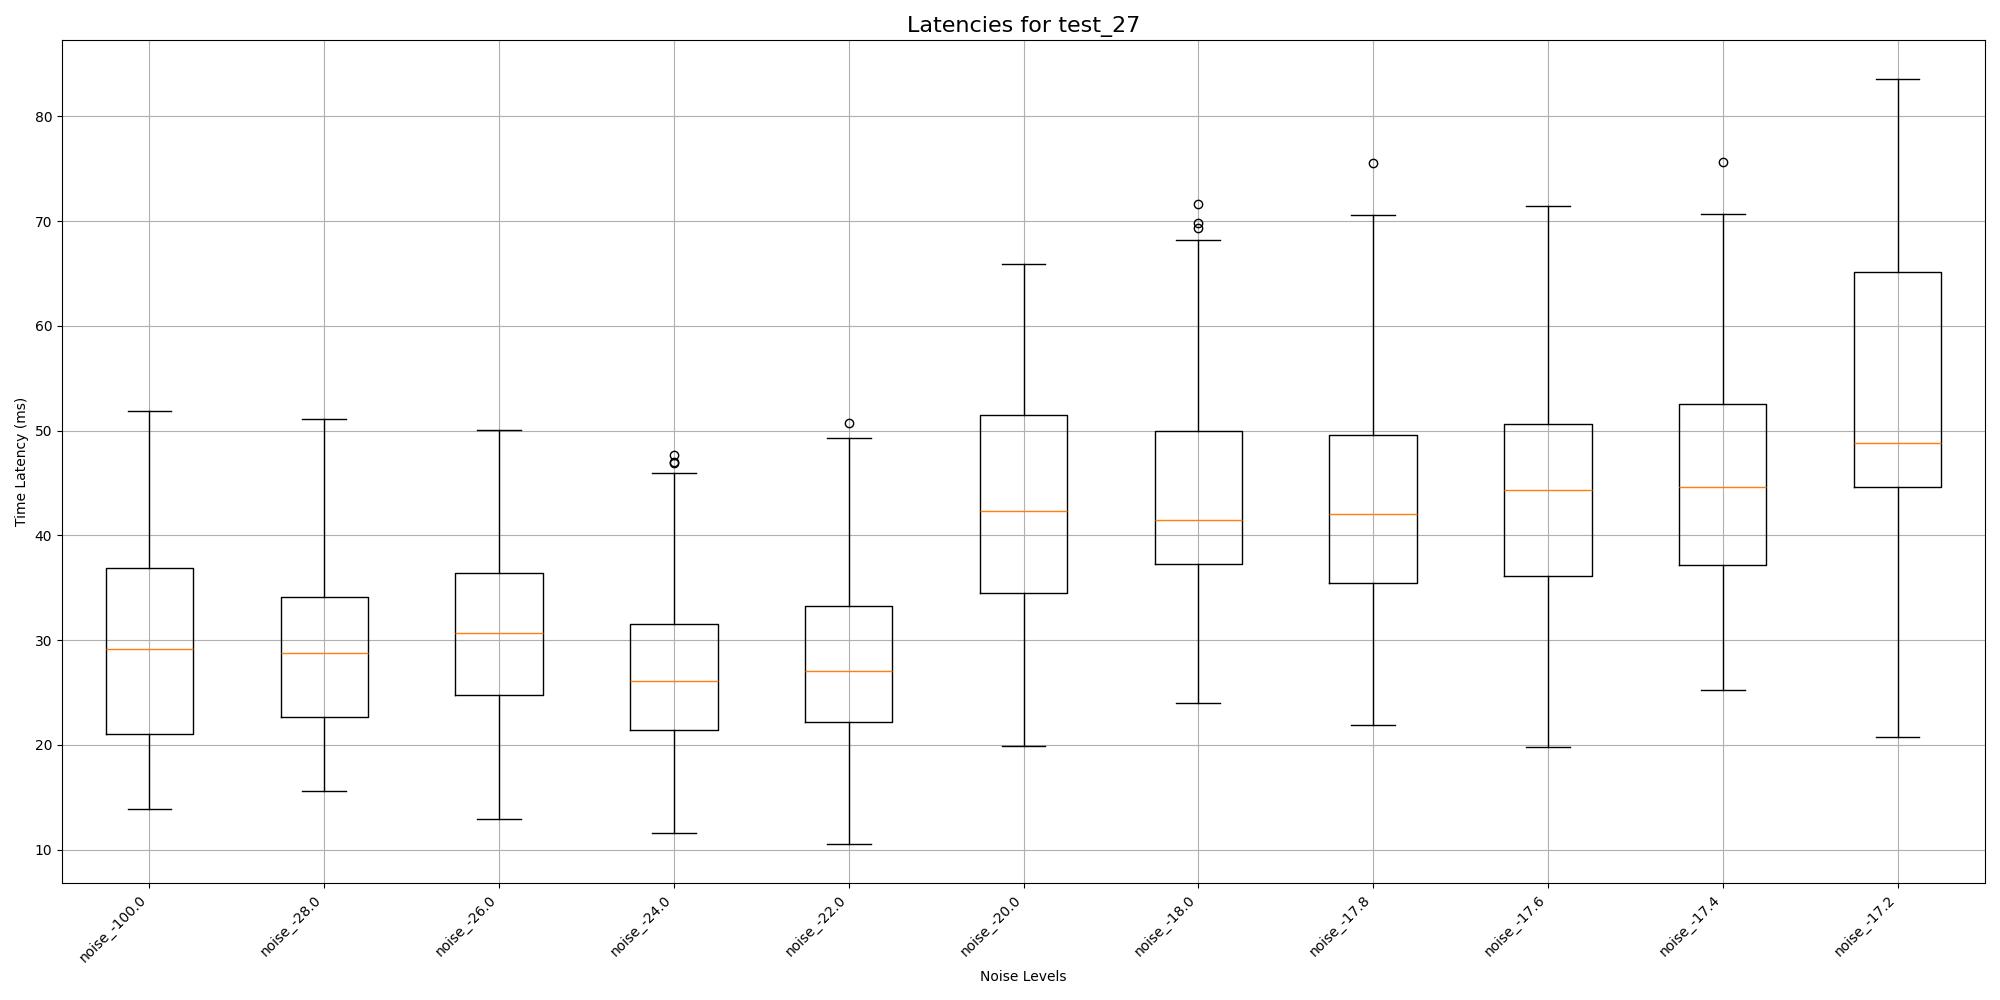 Latencies for test_27
Time Latency (ms)
80
70
60
50
40
30
20
10
noise_-100.0
noise_-28.0
noise_-26.0
noise_-24.0
noise_-22.0
noise_-20.0
noise_-18.0
noise_-17.8
noise_-17.6
noise_-17.4
noise_-17.2
Noise Levels